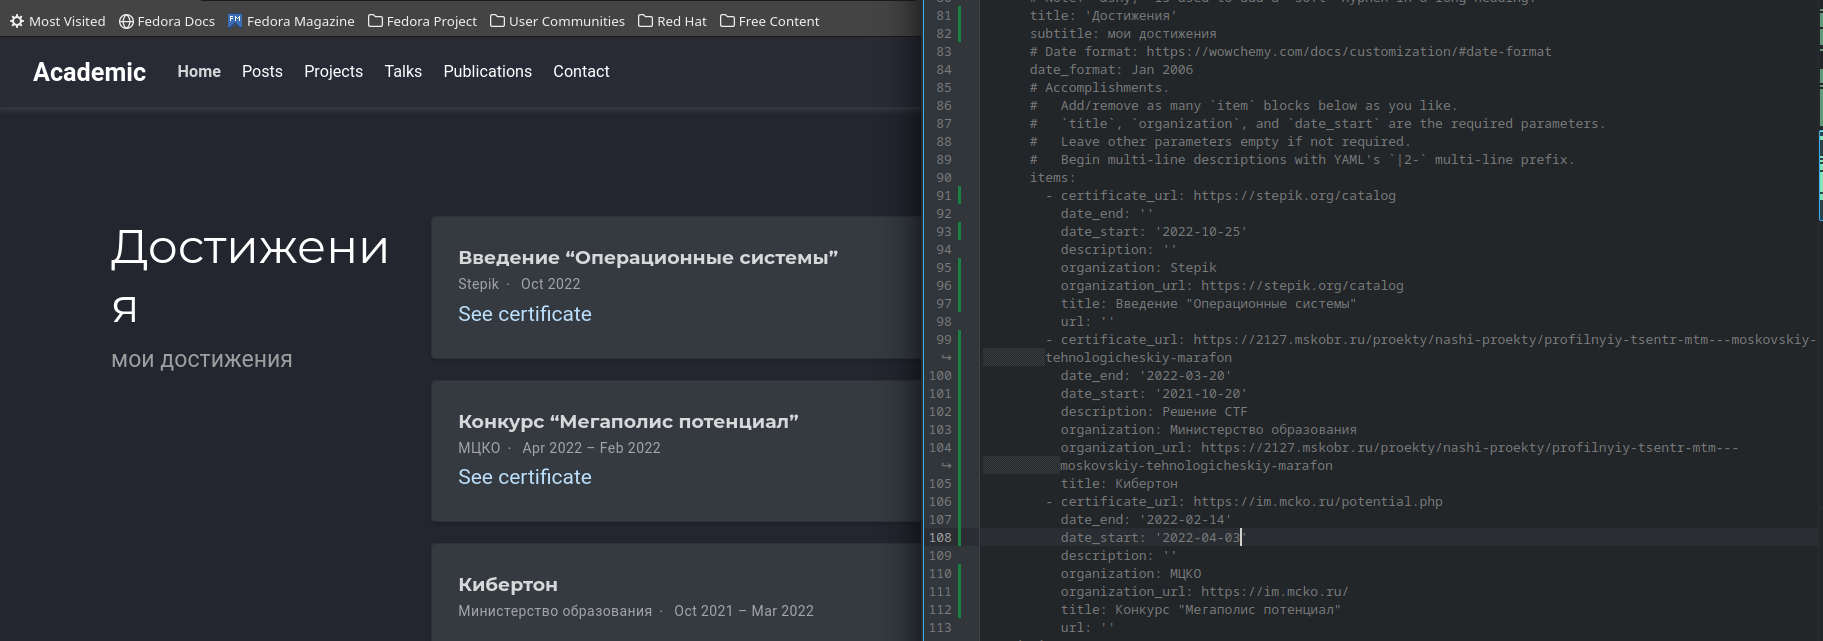 Most Visited Fedora Docs Fedora Magazine Fedora Project User Communities Red Hat Free Content
Academic Home Posts Projects Talks Publications Contact
Достижени
я
мои достижения
Введение “Операционные системы”
Stepik · Oct 2022
See certificate
Конкурс “Мегаполис потенциал”
МЦКО · Apr 2022 – Feb 2022
See certificate
Кибертон
Министерство образования · Oct 2021 – Mar 2022
81 title: 'Достижения'
82 subtitle: мои достижения
83 # Date format: https://wowchemy.com/docs/customization/#date-format
84 date_format: Jan 2006
85 # Accomplishments.
86 #   Add/remove as many `item` blocks below as you like.
87 #   `title`, `organization`, and `date_start` are the required parameters.
88 #   Leave other parameters empty if not required.
89 #   Begin multi-line descriptions with YAML's `|2-` multi-line prefix.
90 items:
91 - certificate_url: https://stepik.org/catalog
92 date_end: ''
93 date_start: '2022-10-25'
94 description: ''
95 organization: Stepik
96 organization_url: https://stepik.org/catalog
97 title: Введение "Операционные системы"
98 url: ''
99 - certificate_url: https://2127.mskobr.ru/proekty/nashi-proekty/profilnyiy-tsentr-mtm---moskovskiy-
↪ tehnologicheskiy-marafon
100 date_end: '2022-03-20'
101 date_start: '2021-10-20'
102 description: Решение CTF
103 organization: Министерство образования
104 organization_url: https://2127.mskobr.ru/proekty/nashi-proekty/profilnyiy-tsentr-mtm---
↪ moskovskiy-tehnologicheskiy-marafon
105 title: Кибертон
106 - certificate_url: https://im.mcko.ru/potential.php
107 date_end: '2022-02-14'
108 date_start: '2022-04-03'
109 description: ''
110 organization: МЦКО
111 organization_url: https://im.mcko.ru/
112 title: Конкурс "Мегаполис потенциал"
113 url: ''